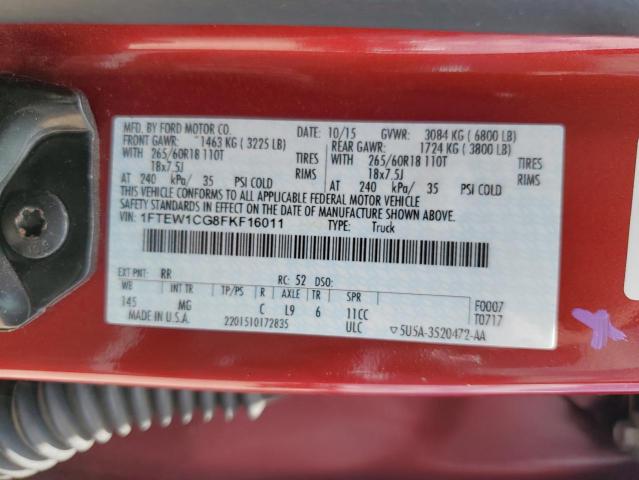 MFD. BY FORD MOTOR CO. DATE: 10/15 GVWR: 3084 KG ( 6800 LB)
FRONT GAWR: 1463 KG ( 3225 LB) REAR GAWR: 1724 KG ( 3800 LB)
WITH 265/60R18 110T TIRES WITH 265/60R18 110T TIRES
18x7.5J RIMS 18x7.5J RIMS
AT 240 kPa/ 35 PSI COLD AT 240 kPa/ 35 PSI COLD
THIS VEHICLE CONFORMS TO ALL APPLICABLE FEDERAL MOTOR VEHICLE
SAFETY STANDARDS IN EFFECT ON THE DATE OF MANUFACTURE SHOWN ABOVE.
VIN: 1FTEW1CG8FKF16011 TYPE: Truck
EXT PNT: RR RC: 52 DSO:
WB INT TR TP/PS R AXLE TR SPR
145 MG C L9 6 11CC F0007
MADE IN U.S.A. 2201510172835 ULC T0717
5U5A-3520472-AA